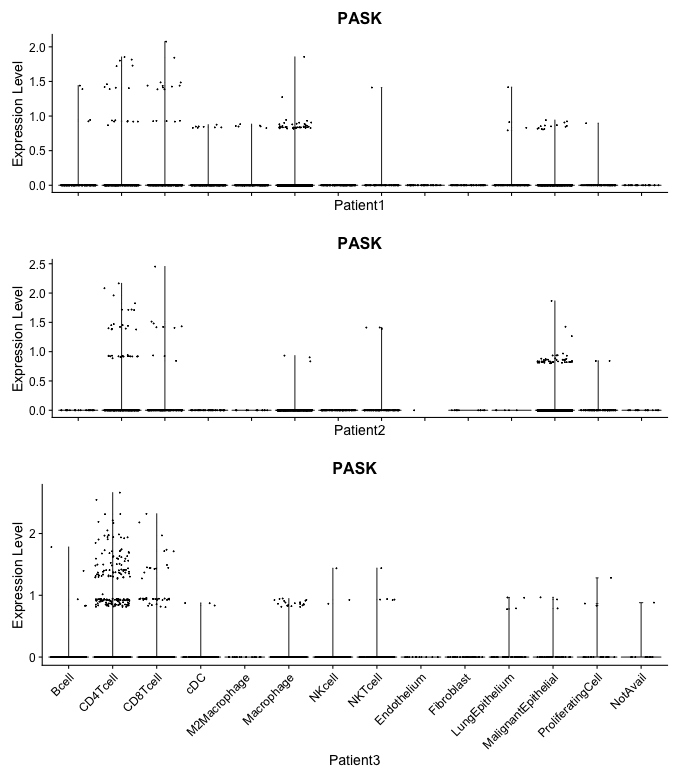 PASK
Expression Level
2.0
1.5
1.0
0.5
0.0
Patient1
PASK
Expression Level
2.5
2.0
1.5
1.0
0.5
0.0
Patient2
PASK
Expression Level
2
1
0
Bcell
CD4Tcell
CD8Tcell
cDC
M2Macrophage
Macrophage
NKcell
NKTcell
Endothelium
Fibroblast
LungEpithelium
MalignantEpithelial
ProliferatingCell
NotAvail
Patient3